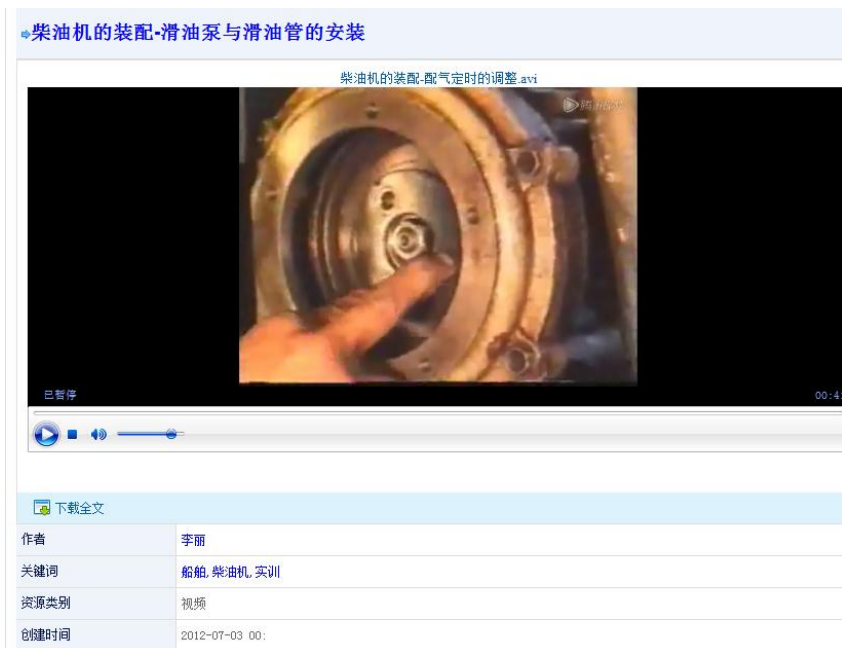 柴油机的装配-滑油泵与滑油管的安装
柴油机的装配-配气定时的调整.avi
已暂停
00:4
下载全文
作者
李丽
关键词
船舶,柴油机,实训
资源类别
视频
创建时间
2012-07-03 00: